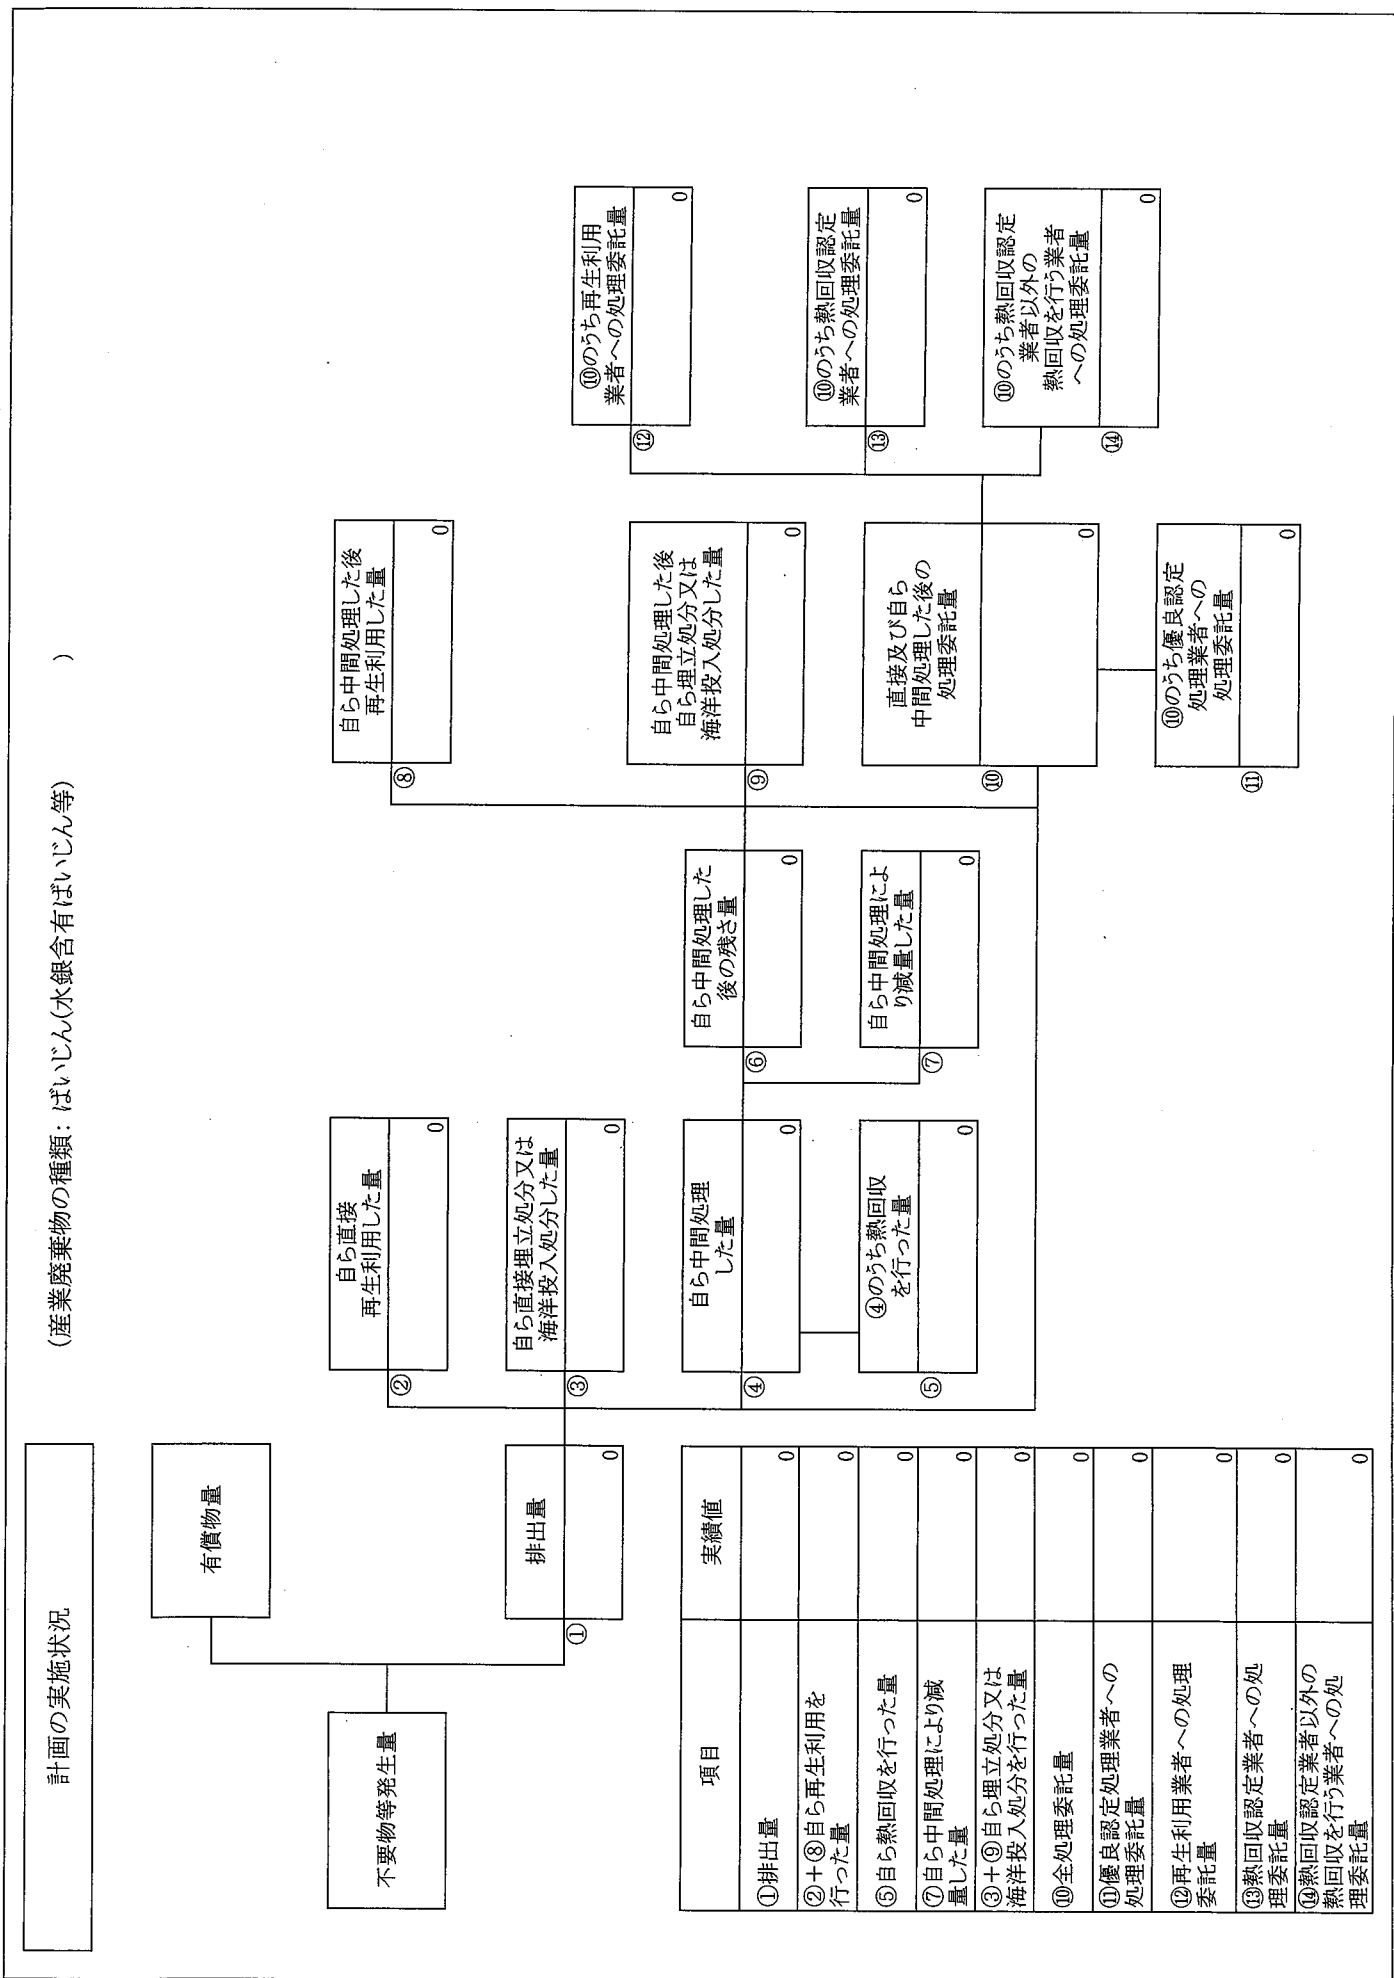 計画の実施状況
(産業廃棄物の種類：ばいじん(水銀含有ばいじん等)
)
不要物等発生量
有償物量
①
排出量
0
②
自ら直接
再生利用した量
0
③
自ら直接埋立処分又は
海洋投入処分した量
0
④
自ら中間処理
した量
0
⑤
④のうち熱回収
を行った量
0
⑥
自ら中間処理した
後の残さ量
0
⑦
自ら中間処理によ
り減量した量
0
⑧
自ら中間処理した後
再生利用した量
0
⑨
自ら中間処理した後
自ら埋立処分又は
海洋投入処分した量
0
⑩
直接及び自ら
中間処理した後の
処理委託量
0
⑪
⑩のうち優良認定
処理業者への
処理委託量
0
⑫
⑩のうち再生利用
業者への処理委託量
0
⑬
⑩のうち熱回収認定
業者への処理委託量
0
⑭
⑩のうち熱回収認定
業者以外の
熱回収を行う業者
への処理委託量
0
項目
実績値
①排出量
0
②＋⑧自ら再生利用を
行った量
0
⑤自ら熱回収を行った量
0
⑦自ら中間処理により減
量した量
0
③＋⑨自ら埋立処分又は
海洋投入処分を行った量
0
⑩全処理委託量
0
⑪優良認定処理業者への
処理委託量
0
⑫再生利用業者への処理
委託量
0
⑬熱回収認定業者への処
理委託量
0
⑭熱回収認定業者以外の
熱回収を行う業者への処
理委託量
0